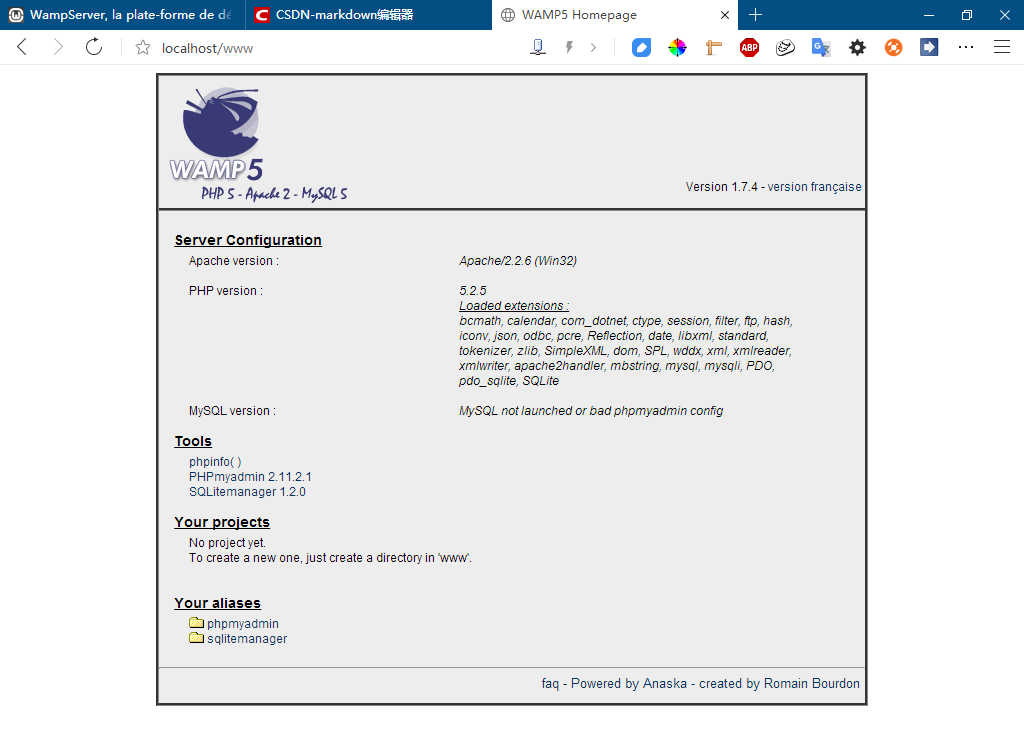 WampServer, la plate-forme de dé
CSDN-markdown编辑器
WAMP5 Homepage
localhost/www
ABP
WAMP5
PHP 5 - Apache 2 - MySQL 5
Version 1.7.4 - version française
Server Configuration
Apache version : Apache/2.2.6 (Win32)
PHP version : 5.2.5
Loaded extensions :
bcmath, calendar, com_dotnet, ctype, session, filter, ftp, hash,
iconv, json, odbc, pcre, Reflection, date, libxml, standard,
tokenizer, zlib, SimpleXML, dom, SPL, wddx, xml, xmlreader,
xmlwriter, apache2handler, mbstring, mysql, mysqli, PDO,
pdo_sqlite, SQLite
MySQL version : MySQL not launched or bad phpmyadmin config
Tools
phpinfo( )
PHPmyadmin 2.11.2.1
SQLitemanager 1.2.0
Your projects
No project yet.
To create a new one, just create a directory in 'www'.
Your aliases
phpmyadmin
sqlitemanager
faq - Powered by Anaska - created by Romain Bourdon